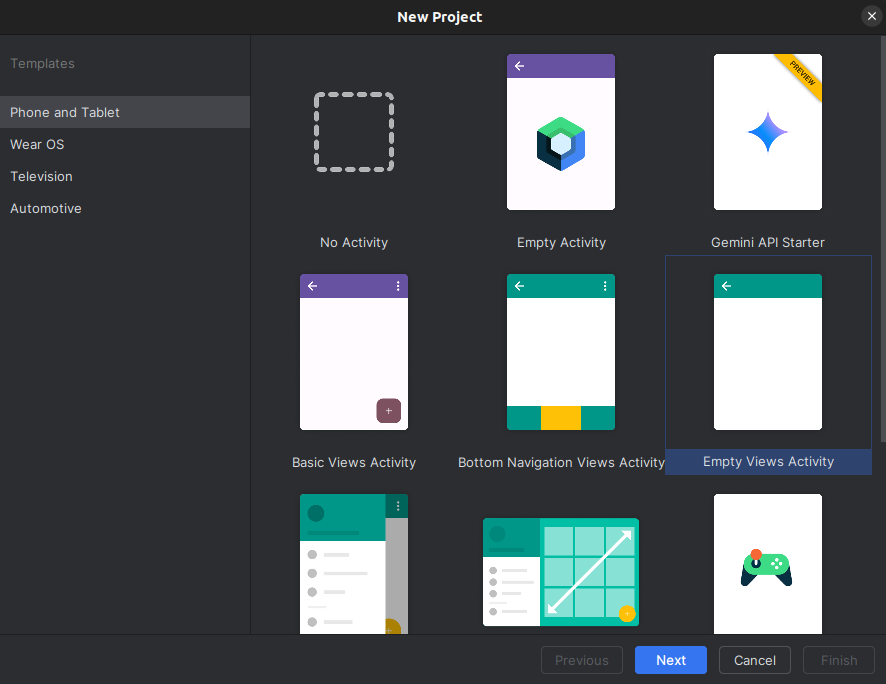 New Project
Templates
Phone and Tablet
Wear OS
Television
Automotive
PREVIEW
No Activity
Empty Activity
Gemini API Starter
Basic Views Activity
Bottom Navigation Views Activity
Empty Views Activity
Previous
Next
Cancel
Finish